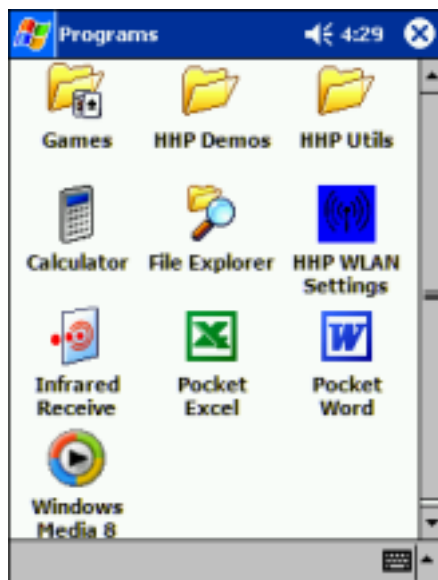 Programs 4:29
Games HHP Demos HHP Utils
Calculator File Explorer HHP WLAN
Settings
Infrared Pocket Pocket
Receive Excel Word
Windows
Media 8